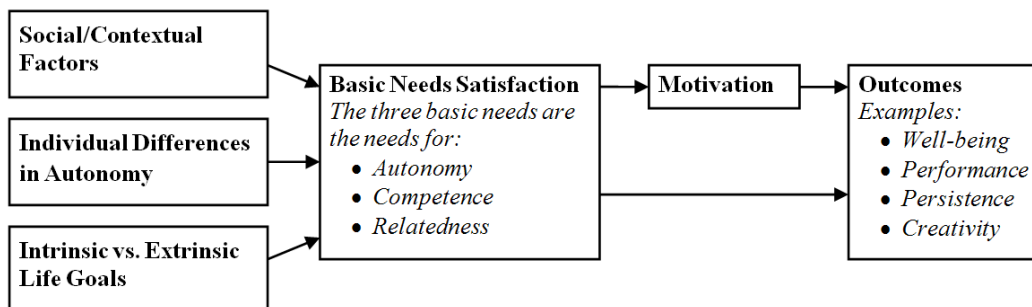 Social/Contextual
Factors
Individual Differences
in Autonomy
Intrinsic vs. Extrinsic
Life Goals
Basic Needs Satisfaction
The three basic needs are
the needs for:
• Autonomy
• Competence
• Relatedness
Motivation
Outcomes
Examples:
• Well-being
• Performance
• Persistence
• Creativity